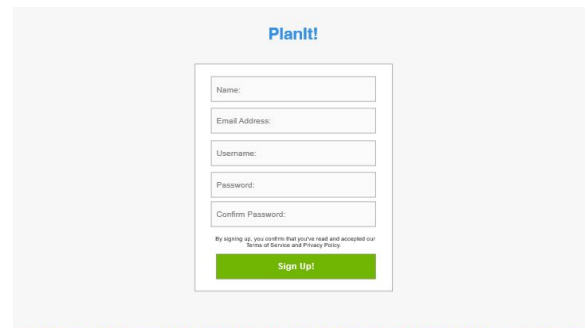 PlanIt!
Name:
Email Address:
Username:
Password:
Confirm Password:
By signing up, you confirm that you've read and accepted our
Terms of Service and Privacy Policy.
Sign Up!